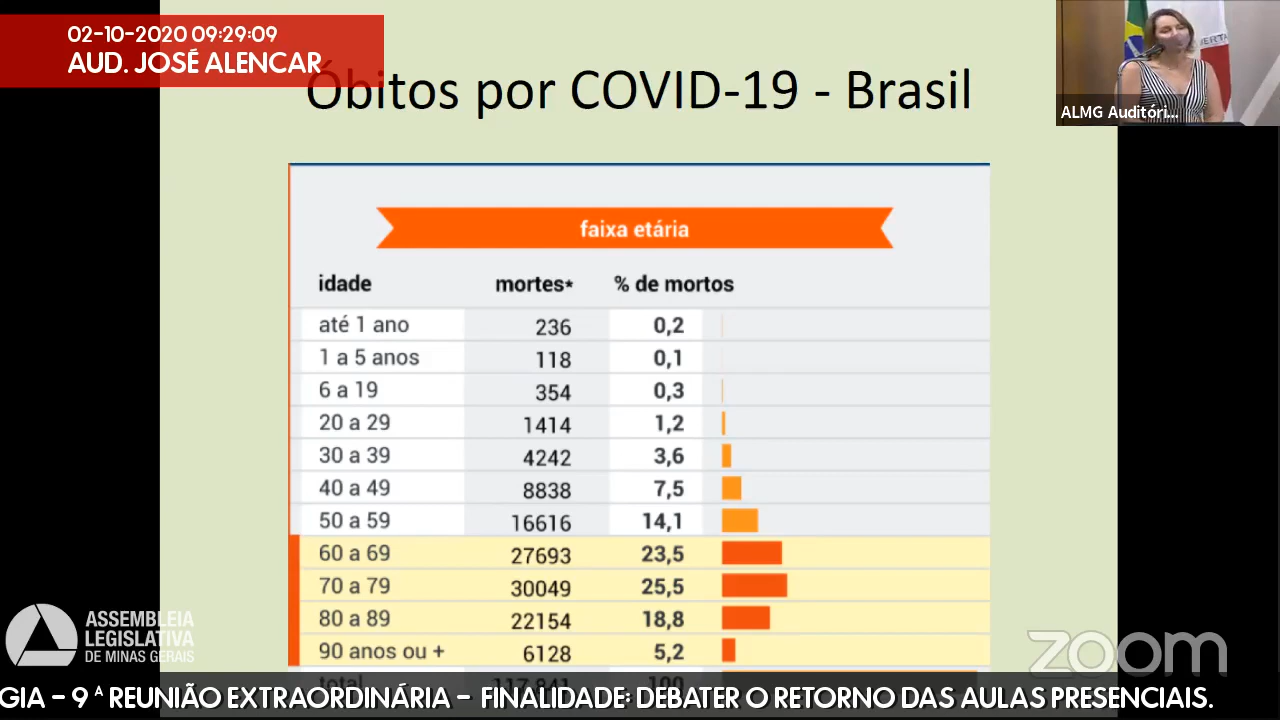 02-10-2020 09:29:09
AUD. JOSÉ ALENCAR
Óbitos por COVID-19 - Brasil
ALMG Auditóri...
faixa etária
idade mortes* % de mortos
até 1 ano 236 0,2
1 a 5 anos 118 0,1
6 a 19 354 0,3
20 a 29 1414 1,2
30 a 39 4242 3,6
40 a 49 8838 7,5
50 a 59 16616 14,1
60 a 69 27693 23,5
70 a 79 30049 25,5
80 a 89 22154 18,8
90 anos ou + 6128 5,2
total 117.841 100
ASSEMBLEIA
LEGISLATIVA
DE MINAS GERAIS
zoom
GIA - 9ª REUNIÃO EXTRAORDINÁRIA - FINALIDADE: DEBATER O RETORNO DAS AULAS PRESENCIAIS.